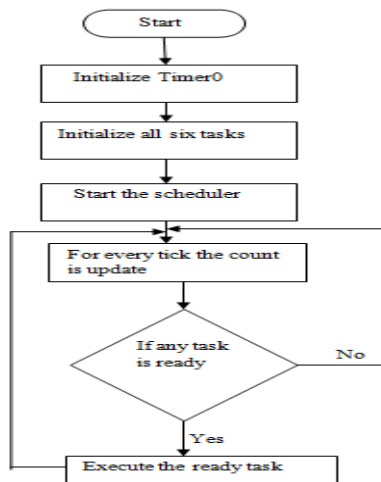 Start
Initialize Timer0
Initialize all six tasks
Start the scheduler
For every tick the count
is update
If any task
is ready
No
Yes
Execute the ready task